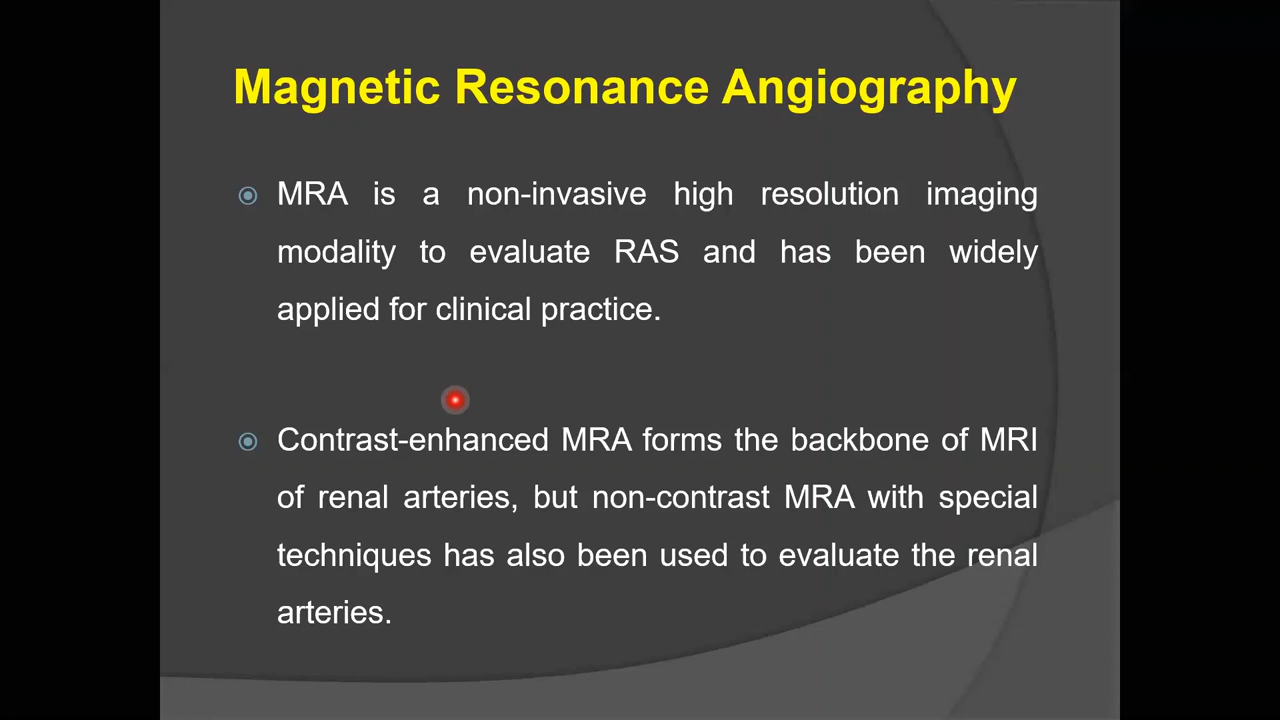 Magnetic Resonance Angiography
MRA is a non-invasive high resolution imaging
modality to evaluate RAS and has been widely
applied for clinical practice.
Contrast-enhanced MRA forms the backbone of MRI
of renal arteries, but non-contrast MRA with special
techniques has also been used to evaluate the renal
arteries.